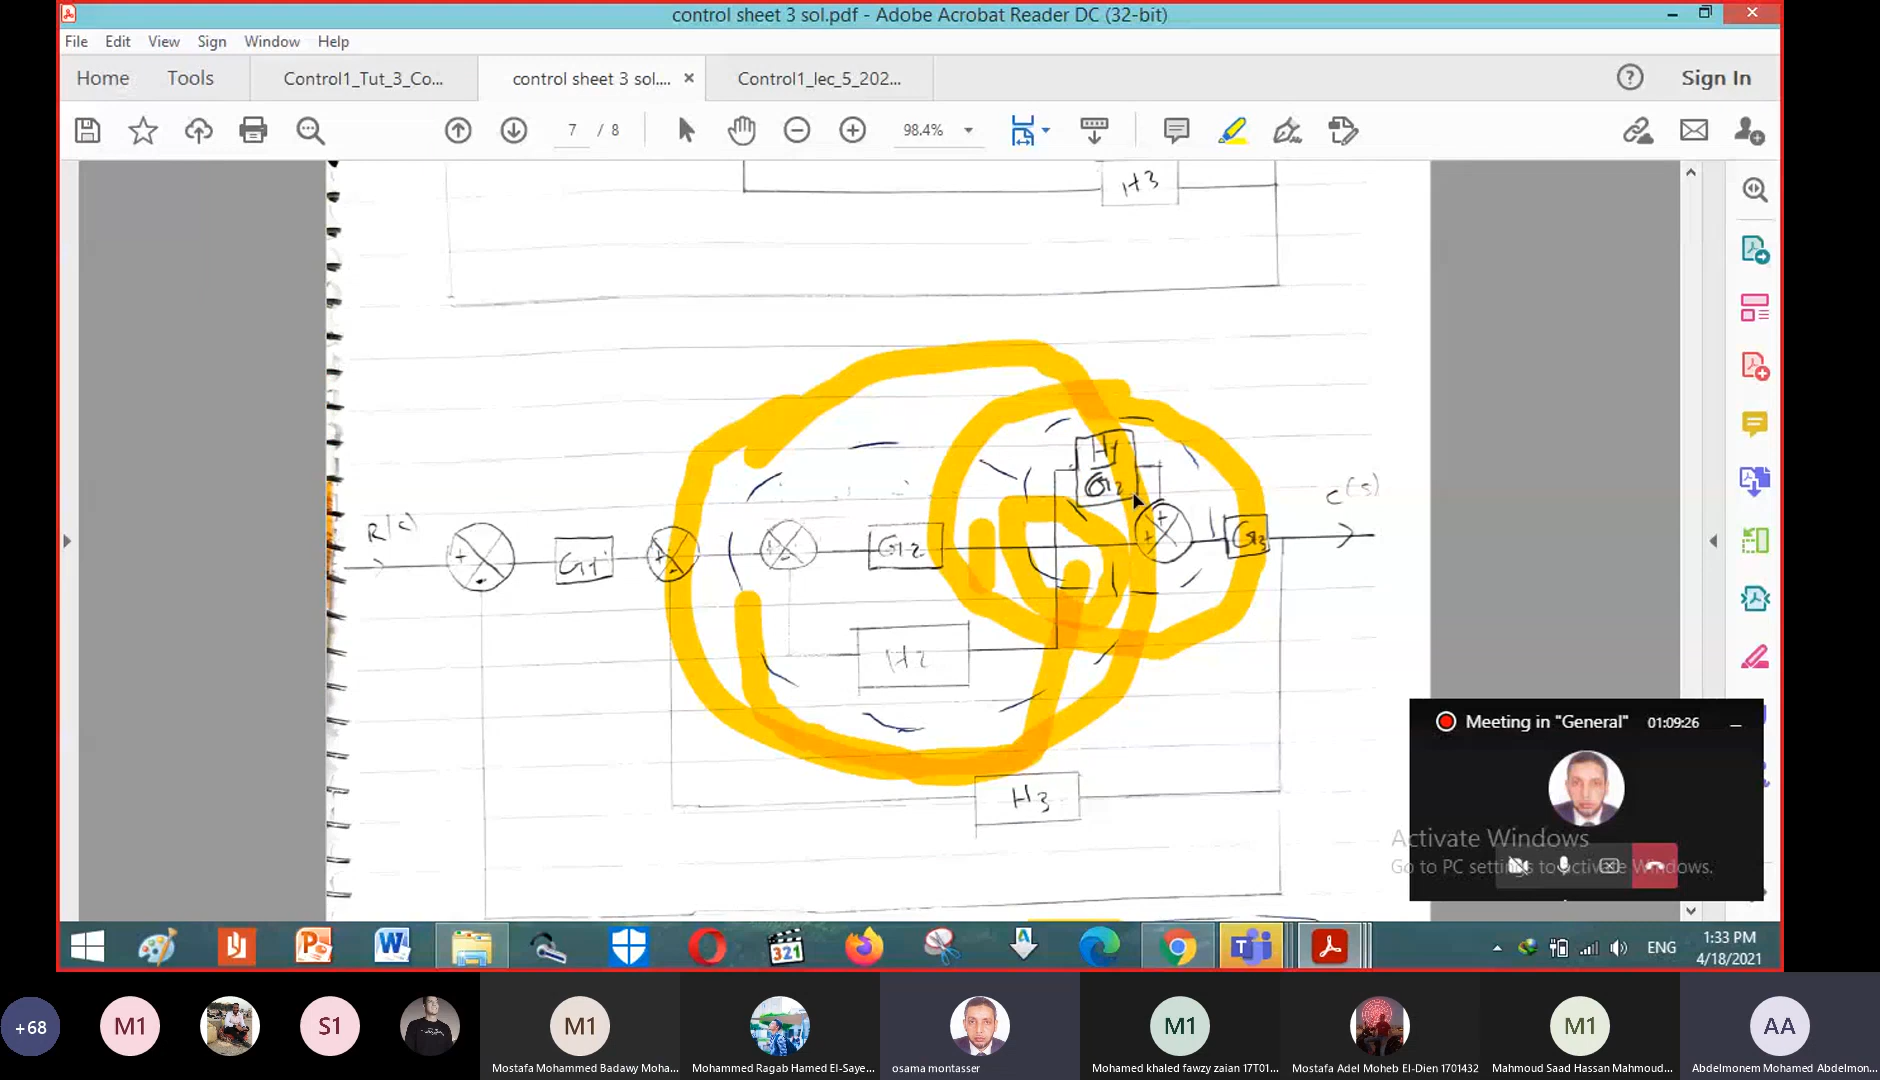 control sheet 3 sol.pdf - Adobe Acrobat Reader DC (32-bit)
File Edit View Sign Window Help
Home Tools Control1_Tut_3_Co... control sheet 3 sol.... Control1_lec_5_202... Sign In
7 / 8 98.4%
H3
H1
G2
R(s)
C(s)
G1
G2
G3
H2
H3
Meeting in "General" 01:09:26
Activate Windows
Go to PC settings to activate Windows.
321
ENG
1:33 PM
4/18/2021
+68 M1 S1 M1 M1 M1 AA
Mostafa Mohammed Badawy Moha... Mohammed Ragab Hamed El-Saye... osama montasser Mohamed khaled fawzy zaian 17T01... Mostafa Adel Moheb El-Dien 1701432 Mahmoud Saad Hassan Mahmoud... Abdelmonem Mohamed Abdelmon...